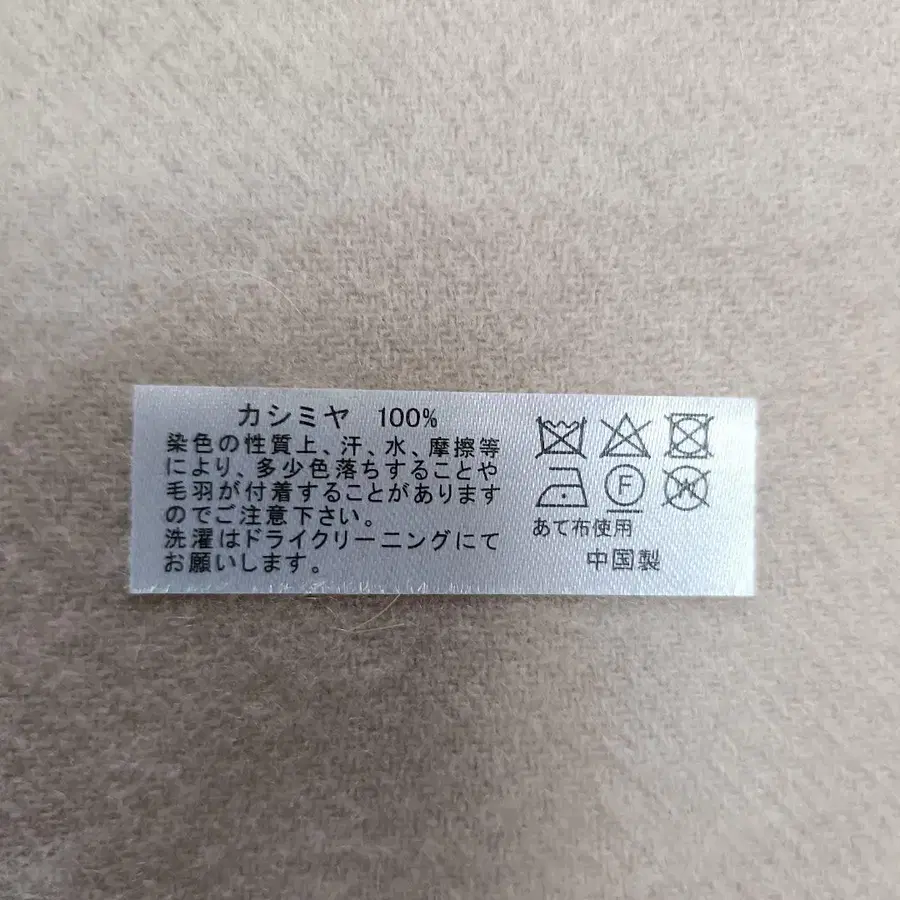 カシミヤ 100%
染色の性質上、汗、水、摩擦等
により、多少色落ちすることや
毛羽が付着することがあります
のでご注意下さい。
洗濯はドライクリーニングにて
お願いします。
F
W
あて布使用
中国製